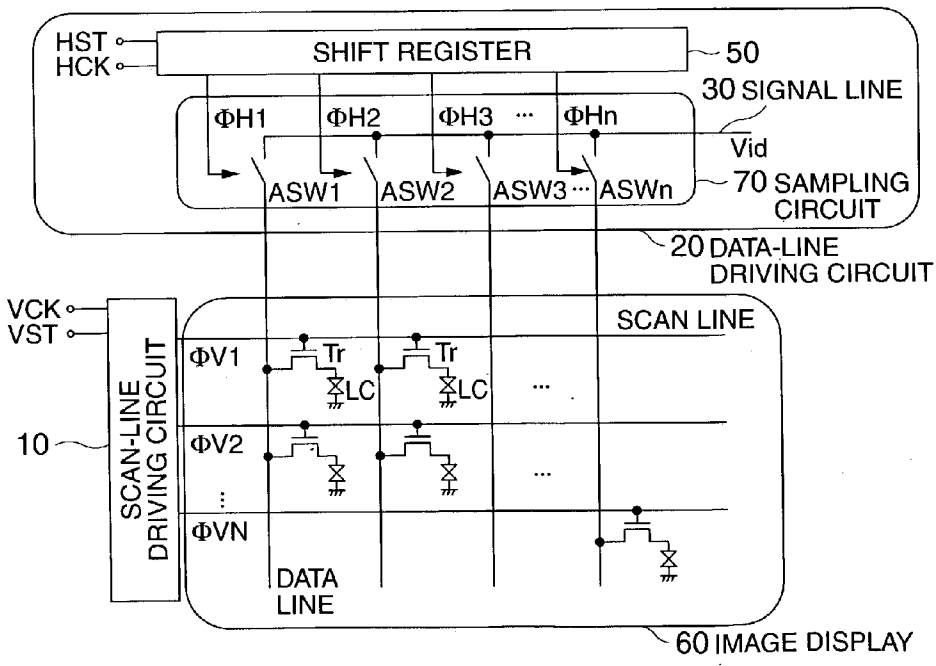 HST
HCK
SHIFT REGISTER
50
30 SIGNAL LINE
ΦH1
ΦH2
ΦH3
...
ΦHn
Vid
ASW1
ASW2
ASW3
...
ASWn
70 SAMPLING
CIRCUIT
20 DATA-LINE
DRIVING CIRCUIT
VCK
VST
SCAN LINE
10
SCAN-LINE
DRIVING CIRCUIT
ΦV1
Tr
LC
Tr
LC
...
ΦV2
...
...
ΦVN
DATA
LINE
60 IMAGE DISPLAY